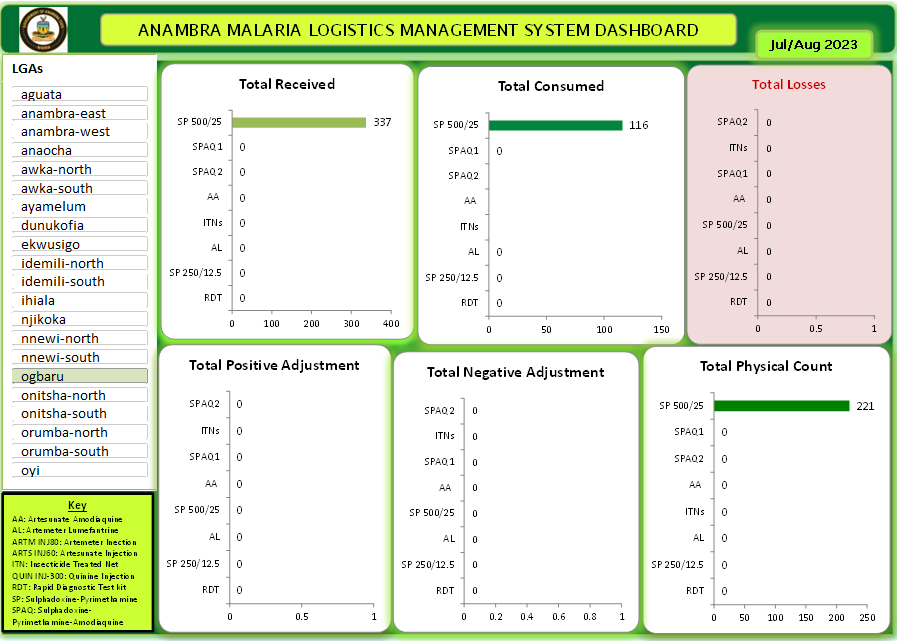 ANAMBRA MALARIA LOGISTICS MANAGEMENT SYSTEM DASHBOARD
Jul/Aug 2023
LGAs
aguata
anambra-east
anambra-west
anaocha
awka-north
awka-south
ayamelum
dunukofia
ekwusigo
idemili-north
idemili-south
ihiala
njikoka
nnewi-north
nnewi-south
ogbaru
onitsha-north
onitsha-south
orumba-north
orumba-south
oyi
Key
AA: Artesunate Amodiaquine
AL: Artemeter Lumefantrine
ARTM INJ80: Artemeter Inection
ARTS INJ60: Artesunate Injection
ITN: Insecticide Treated Net
QUIN INJ-300: Quinine Injection
RDT: Rapid Diagnostic Test kit
SP: Sulphadoxine-Pyrimethamine
SPAQ: Sulphadoxine-
Pyrimethamine-Amodiaquine
Total Received
SP 500/25 337
SPAQ1 0
SPAQ2 0
AA 0
ITNs 0
AL 0
SP 250/12.5 0
RDT 0
0 100 200 300 400
Total Consumed
SP 500/25 116
SPAQ1 0
SPAQ2
AA
ITNs
AL 0
SP 250/12.5 0
RDT 0
0 50 100 150
Total Losses
SPAQ2 0
ITNs 0
SPAQ1 0
AA 0
SP 500/25 0
AL 0
SP 250/12.5 0
RDT 0
0 0.5 1
Total Positive Adjustment
SPAQ2 0
ITNs 0
SPAQ1 0
AA 0
SP 500/25 0
AL 0
SP 250/12.5 0
RDT 0
0 0.5 1
Total Negative Adjustment
SPAQ2 0
ITNs 0
SPAQ1 0
AA 0
SP 500/25 0
AL 0
SP 250/12.5 0
RDT 0
0 0.2 0.4 0.6 0.8 1
Total Physical Count
SP 500/25 221
SPAQ1 0
SPAQ2 0
AA 0
ITNs 0
AL 0
SP 250/12.5 0
RDT 0
0 50 100 150 200 250